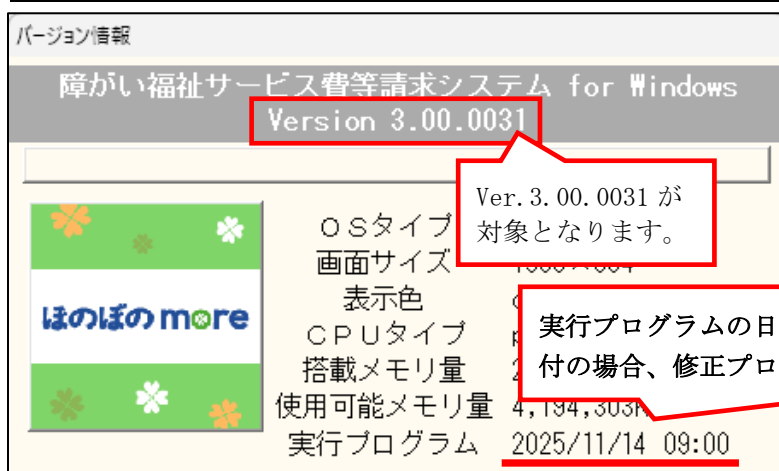 バージョン情報
障がい福祉サービス費等請求システム for Windows
Version 3.00.0031
Ver.3.00.0031 が
対象となります。
OSタイプ
画面サイズ
表示色
CPUタイプ
搭載メモリ量
使用可能メモリ量 4,194,303
実行プログラム 2025/11/14 09:00
ほのぼの more
実行プログラムの日
付の場合、修正プロ